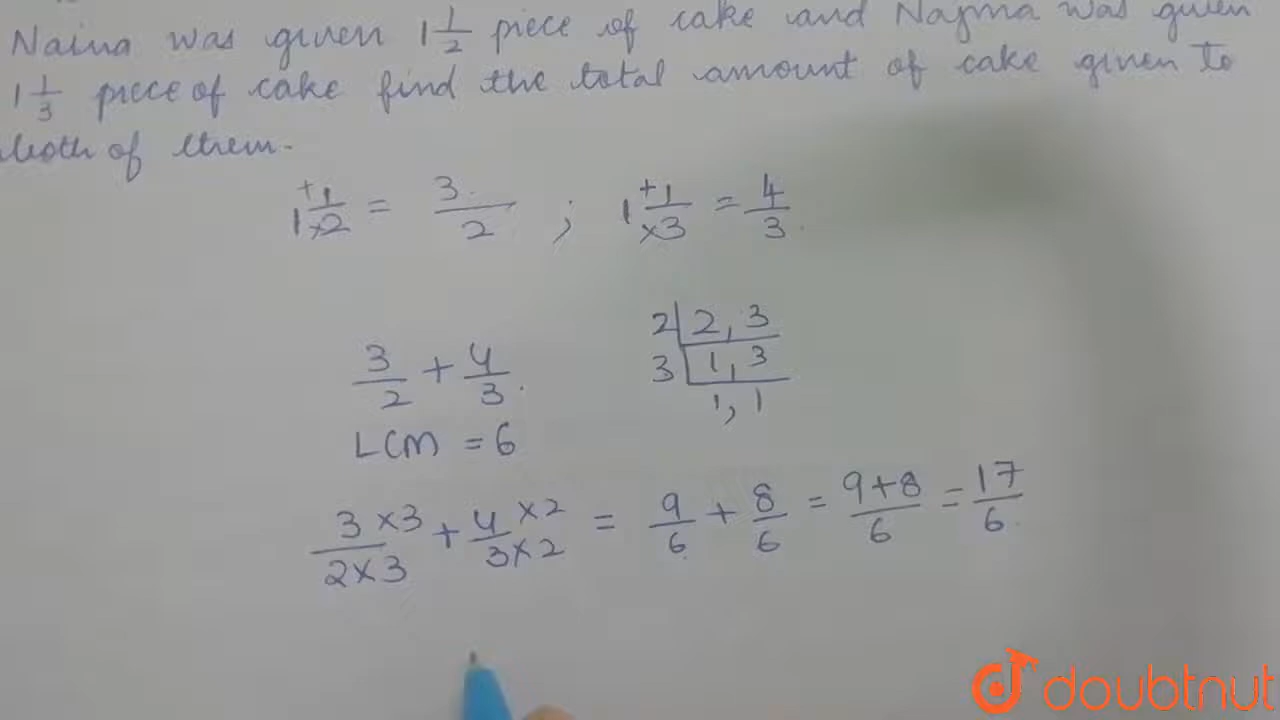 Naina was given 1 1/2 piece of cake and Najma was given
1 1/3 piece of cake find the total amount of cake given to
both of them.
1 +1/×2 = 3/2 ; 1 +1/×3 = 4/3
3/2 + 4/3
2 | 2, 3
3 | 1, 3
1, 1
LCM = 6
3×3/2×3 + 4×2/3×2 = 9/6 + 8/6 = 9+8/6 = 17/6
doubtnut